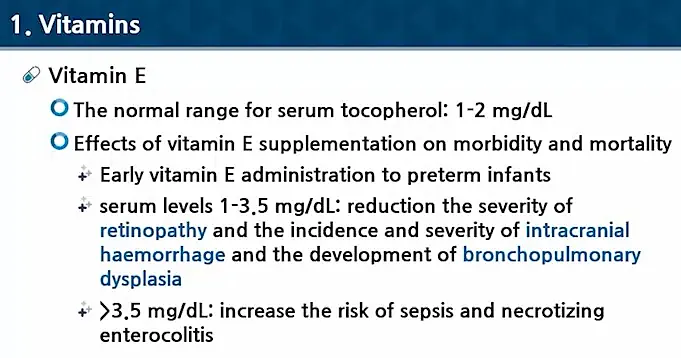 1. Vitamins
Vitamin E
The normal range for serum tocopherol: 1-2 mg/dL
Effects of vitamin E supplementation on morbidity and mortality
Early vitamin E administration to preterm infants
serum levels 1-3.5 mg/dL: reduction the severity of
retinopathy and the incidence and severity of intracranial
haemorrhage and the development of bronchopulmonary
dysplasia
>3.5 mg/dL: increase the risk of sepsis and necrotizing
enterocolitis